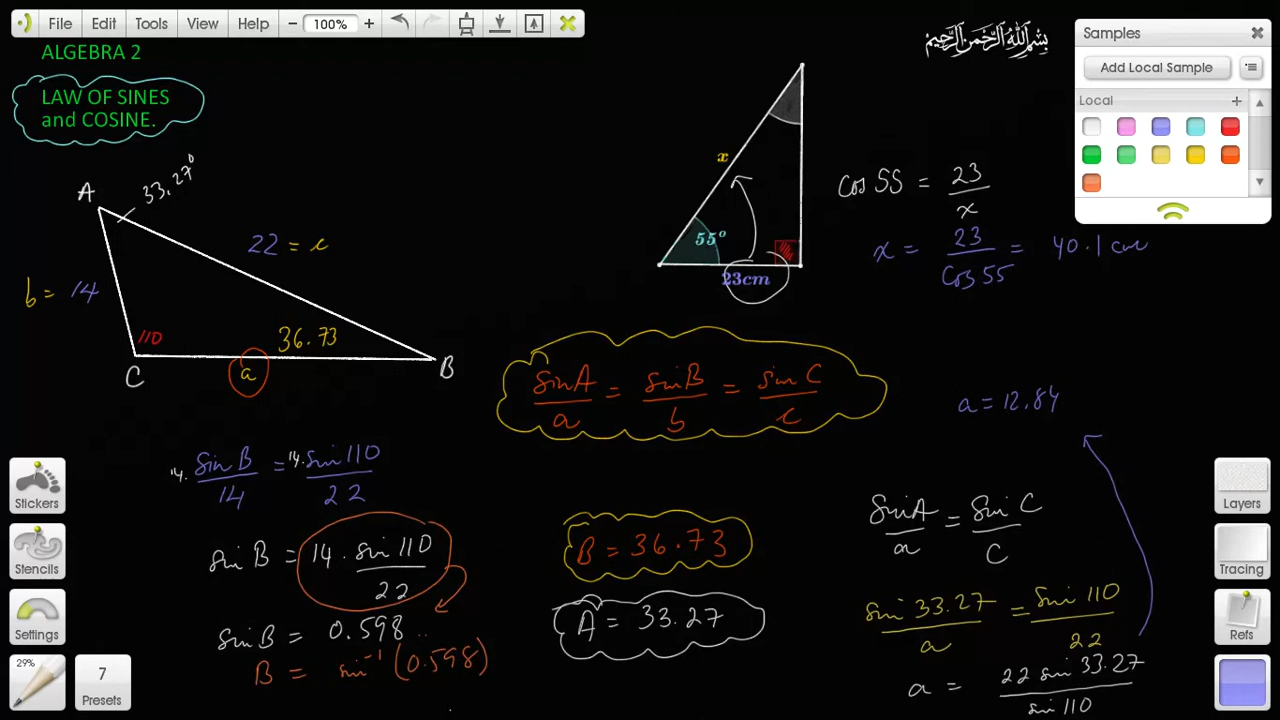 File Edit Tools View Help − 100% +
ALGEBRA 2
LAW OF SINES
and COSINE.
بسم الله الرحمن الرحيم
Samples
Add Local Sample
Local
A
33.27°
22 = c
b = 14
110
36.73
C
a
B
x
55°
23cm
cos 55 = 23/x
x = 23/cos 55 = 40.1 cm
sin A/a = sin B/b = sin C/c
a = 12.84
14. sin B/14 = 14. sin 110/22
sin B = 14 . sin 110/22
sin B = 0.598
B = sin⁻¹ (0.598)
B = 36.73
A = 33.27
sin A/a = sin C/C
sin 33.27/a = sin 110/22
a = 22 sin 33.27/sin 110
Stickers
Stencils
Settings
29%
7
Presets
Layers
Tracing
Refs